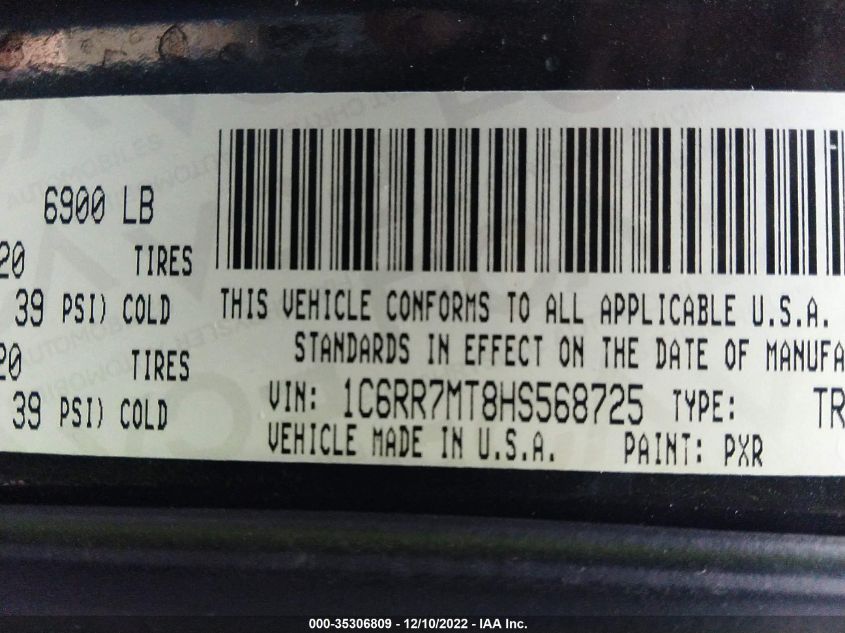 6900 LB
20 TIRES
39 PSI) COLD
20 TIRES
39 PSI) COLD
THIS VEHICLE CONFORMS TO ALL APPLICABLE U.S.A.
STANDARDS IN EFFECT ON THE DATE OF MANUFA
VIN: 1C6RR7MT8HS568725 TYPE: TR
VEHICLE MADE IN U.S.A. PAINT: PXR
000-35306809 - 12/10/2022 - IAA Inc.